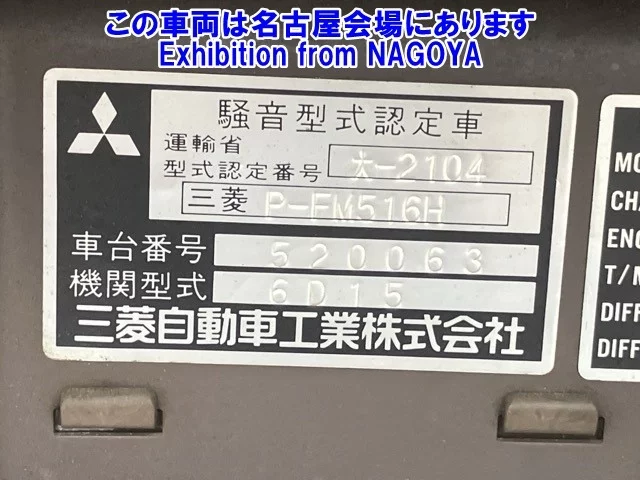 この車両は名古屋会場にあります
Exhibition from NAGOYA
騒音型式認定車
運輸省
型式認定番号 大-2104
三菱 P-FM516H
車台番号 520063
機関型式 6D15
三菱自動車工業株式会社
MO
CHA
ENG
T/M
DIFF
DIFF